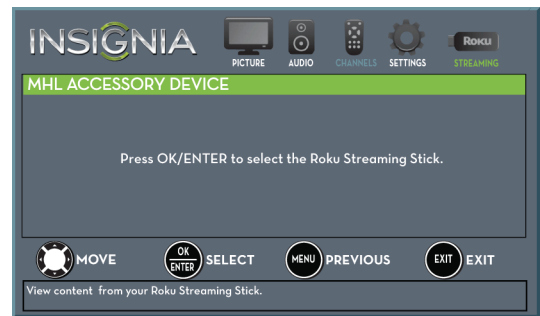 INSIGNIA
PICTURE AUDIO CHANNELS SETTINGS Roku STREAMING
MHL ACCESSORY DEVICE
Press OK/ENTER to select the Roku Streaming Stick.
MOVE OK ENTER SELECT MENU PREVIOUS EXIT EXIT
View content from your Roku Streaming Stick.